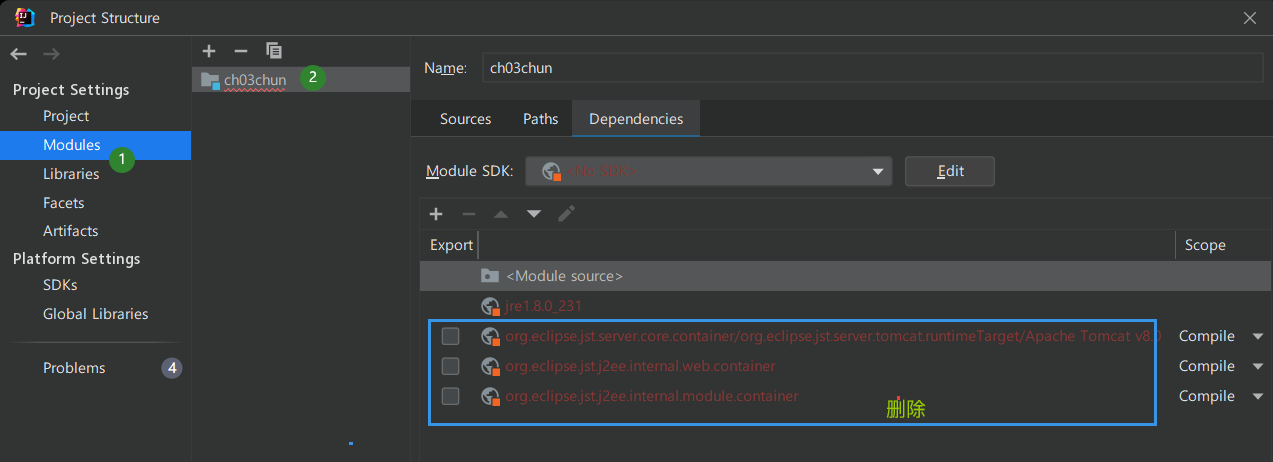 Project Structure
Project Settings
Project
Modules
1
Libraries
Facets
Artifacts
Platform Settings
SDKs
Global Libraries
Problems 4
ch03chun 2
Name: ch03chun
Sources Paths Dependencies
Module SDK: <No SDK> Edit
Export Scope
<Module source>
jre1.8.0_231
org.eclipse.jst.server.core.container/org.eclipse.jst.server.tomcat.runtimeTarget/Apache Tomcat v8.0 Compile
org.eclipse.jst.j2ee.internal.web.container Compile
org.eclipse.jst.j2ee.internal.module.container Compile
删除